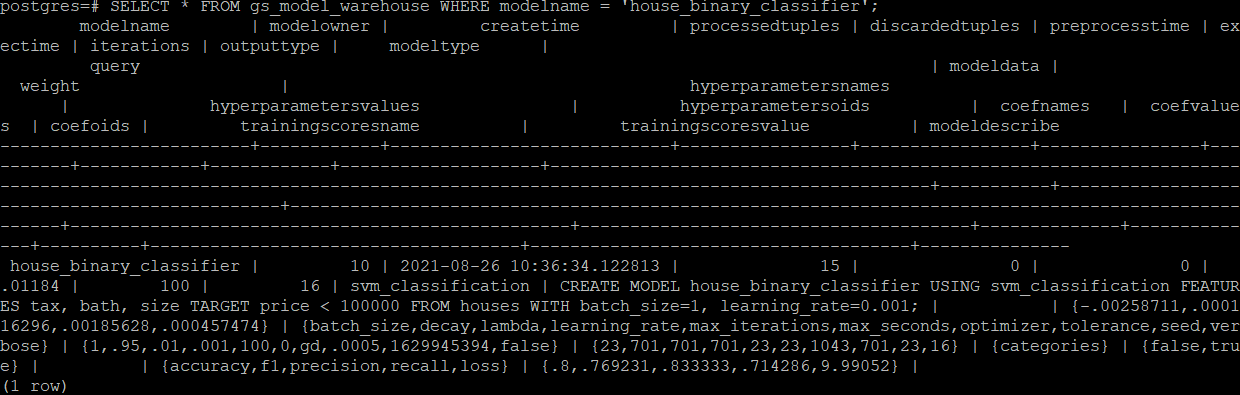 postgres=# SELECT * FROM gs_model_warehouse WHERE modelname = 'house_binary_classifier';
        modelname        | modelowner |         createtime         | processedtuples | discardedtuples | preprocesstime | ex
ectime | iterations | outputtype |     modeltype      |
         query                                                                               | modeldata |
  weight                    |                                        hyperparametersnames
      |              hyperparametersvalues               |          hyperparametersoids          |  coefnames   |  coefvalue
s  | coefoids |         trainingscoresname          |         trainingscoresvalue          | modeldescribe
-------------------------+------------+----------------------------+-----------------+-----------------+----------------+---
-------+------------+------------+--------------------+---------------------------------------------------------------------
---------------------------------------------------------------------------------------------+-----------+------------------
----------------------------+-----------------------------------------------------------------------------------------------
------+--------------------------------------------------+---------------------------------------+--------------+-----------
---+----------+-------------------------------------+--------------------------------------+---------------
 house_binary_classifier |         10 | 2021-08-26 10:36:34.122813 |              15 |               0 |              0 |
.01184 |        100 |         16 | svm_classification | CREATE MODEL house_binary_classifier USING svm_classification FEATUR
ES tax, bath, size TARGET price < 100000 FROM houses WITH batch_size=1, learning_rate=0.001; |           | {-.00258711,.0001
16296,.00185628,.000457474} | {batch_size,decay,lambda,learning_rate,max_iterations,max_seconds,optimizer,tolerance,seed,ver
bose} | {1,.95,.01,.001,100,0,gd,.0005,1629945394,false} | {23,701,701,701,23,23,1043,701,23,16} | {categories} | {false,tru
e} |          | {accuracy,f1,precision,recall,loss} | {.8,.769231,.833333,.714286,9.99052} |
(1 row)